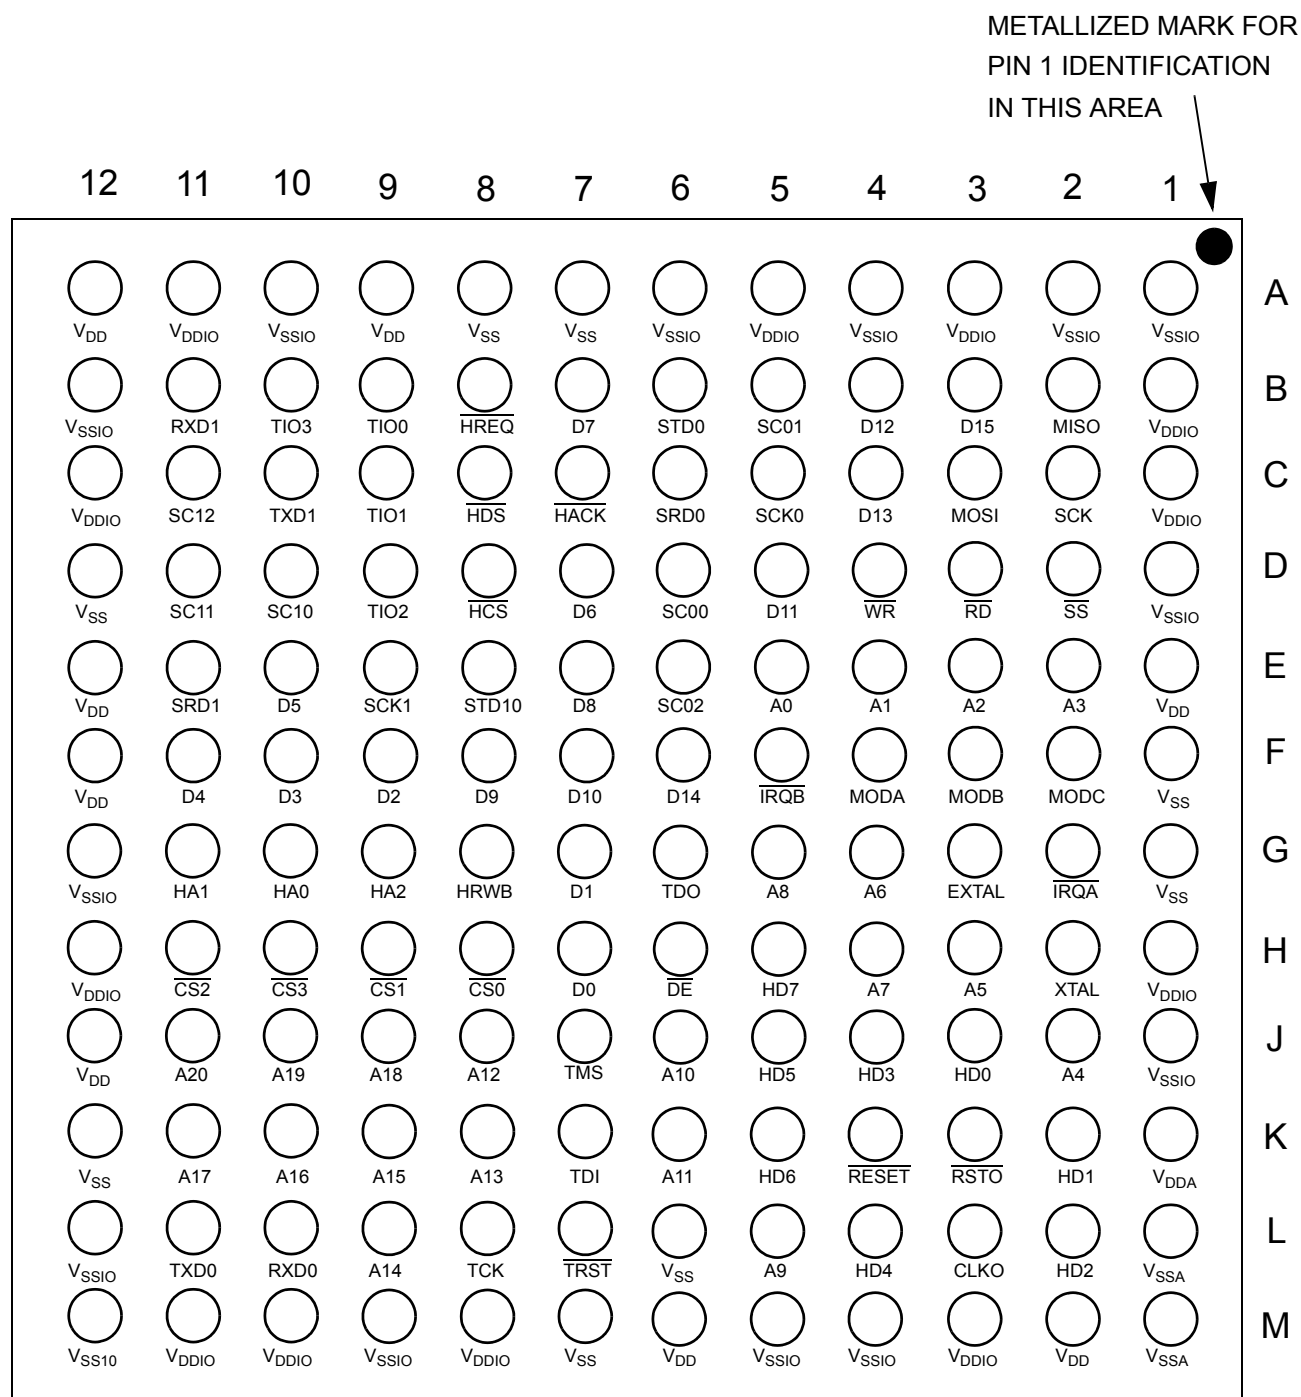 METALLIZED MARK FOR
PIN 1 IDENTIFICATION
IN THIS AREA
12 11 10 9 8 7 6 5 4 3 2 1
A
VDD VDDIO VSSIO VDD VSS VSS VSSIO VDDIO VSSIO VDDIO VSSIO VSSIO
B
VSSIO RXD1 TIO3 TIO0 HREQ D7 STD0 SC01 D12 D15 MISO VDDIO
C
VDDIO SC12 TXD1 TIO1 HDS HACK SRD0 SCK0 D13 MOSI SCK VDDIO
D
VSS SC11 SC10 TIO2 HCS D6 SC00 D11 WR RD SS VSSIO
E
VDD SRD1 D5 SCK1 STD10 D8 SC02 A0 A1 A2 A3 VDD
F
VDD D4 D3 D2 D9 D10 D14 IRQB MODA MODB MODC VSS
G
VSSIO HA1 HA0 HA2 HRWB D1 TDO A8 A6 EXTAL IRQA VSS
H
VDDIO CS2 CS3 CS1 CS0 D0 DE HD7 A7 A5 XTAL VDDIO
J
VDD A20 A19 A18 A12 TMS A10 HD5 HD3 HD0 A4 VSSIO
K
VSS A17 A16 A15 A13 TDI A11 HD6 RESET RSTO HD1 VDDA
L
VSSIO TXD0 RXD0 A14 TCK TRST VSS A9 HD4 CLKO HD2 VSSA
M
VSS10 VDDIO VDDIO VSSIO VDDIO VSS VDD VSSIO VSSIO VDDIO VDD VSSA